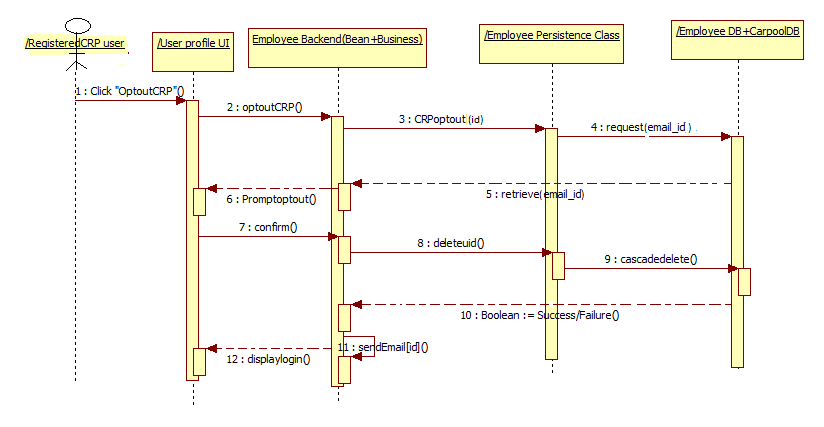 /RegisteredCRP user
/User profile UI
Employee Backend(Bean+Business)
/Employee Persistence Class
/Employee DB+CarpoolDB
1 : Click "OptoutCRP"()
2 : optoutCRP()
3 : CRPoptout (id)
4 : request(email_id ) .
5 : retrieve(email_id)
6 : Promptoptout()
7 : confirm()
8 : deleteuid()
9 : cascadedelete()
10 : Boolean := Success/Failure()
11 : sendEmail[id]()
12 : displaylogin()